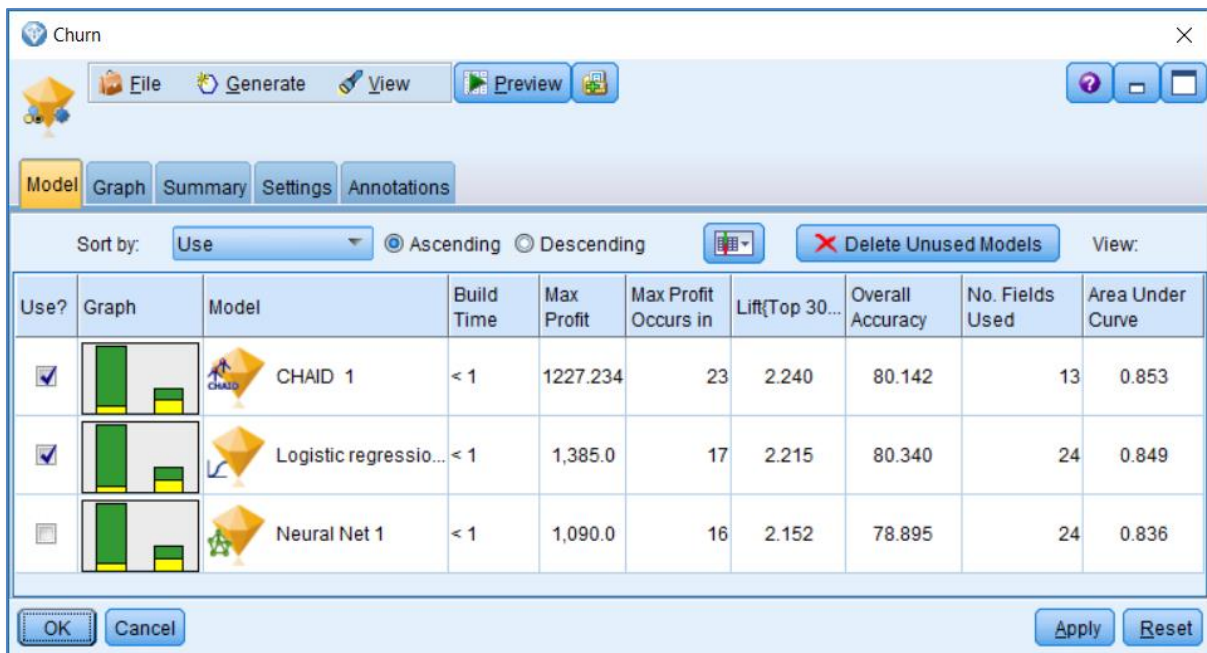 Churn
File Generate View Preview
Model Graph Summary Settings Annotations
Sort by: Use Ascending Descending Delete Unused Models View:
Use? Graph Model Build Time Max Profit Max Profit Occurs in Lift{Top 30... Overall Accuracy No. Fields Used Area Under Curve
CHAID CHAID 1 < 1 1227.234 23 2.240 80.142 13 0.853
Logistic regressio... < 1 1,385.0 17 2.215 80.340 24 0.849
Neural Net 1 < 1 1,090.0 16 2.152 78.895 24 0.836
OK Cancel Apply Reset